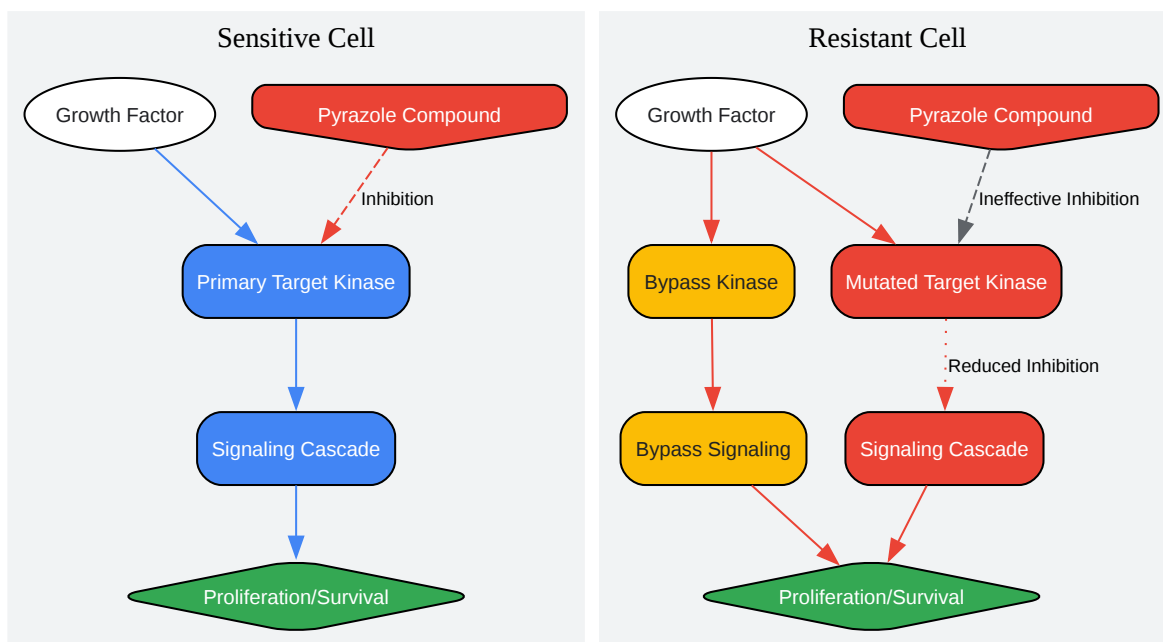 Sensitive Cell
Growth Factor
Pyrazole Compound
Inhibition
Primary Target Kinase
Signaling Cascade
Proliferation/Survival
Resistant Cell
Growth Factor
Pyrazole Compound
Ineffective Inhibition
Bypass Kinase
Mutated Target Kinase
Reduced Inhibition
Bypass Signaling
Signaling Cascade
Proliferation/Survival